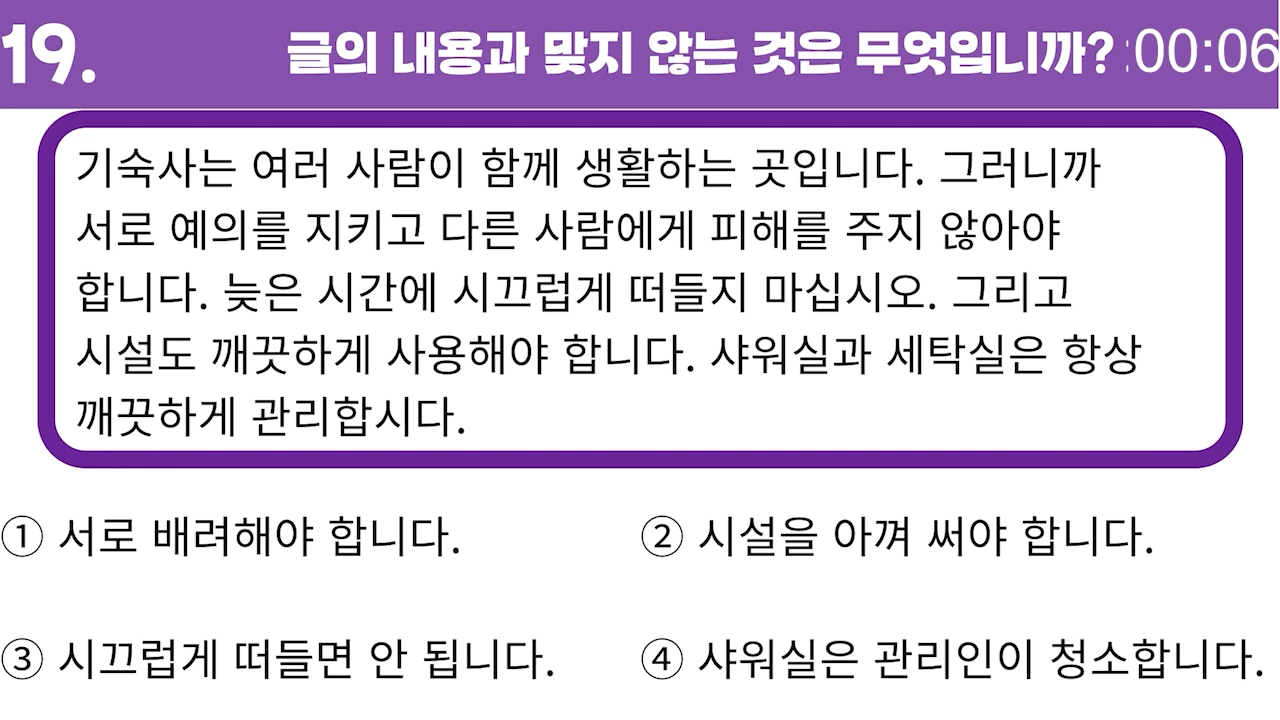 19. 글의 내용과 맞지 않는 것은 무엇입니까? :00:06
기숙사는 여러 사람이 함께 생활하는 곳입니다. 그러니까
서로 예의를 지키고 다른 사람에게 피해를 주지 않아야
합니다. 늦은 시간에 시끄럽게 떠들지 마십시오. 그리고
시설도 깨끗하게 사용해야 합니다. 샤워실과 세탁실은 항상
깨끗하게 관리합시다.
① 서로 배려해야 합니다. ② 시설을 아껴 써야 합니다.
③ 시끄럽게 떠들면 안 됩니다. ④ 샤워실은 관리인이 청소합니다.